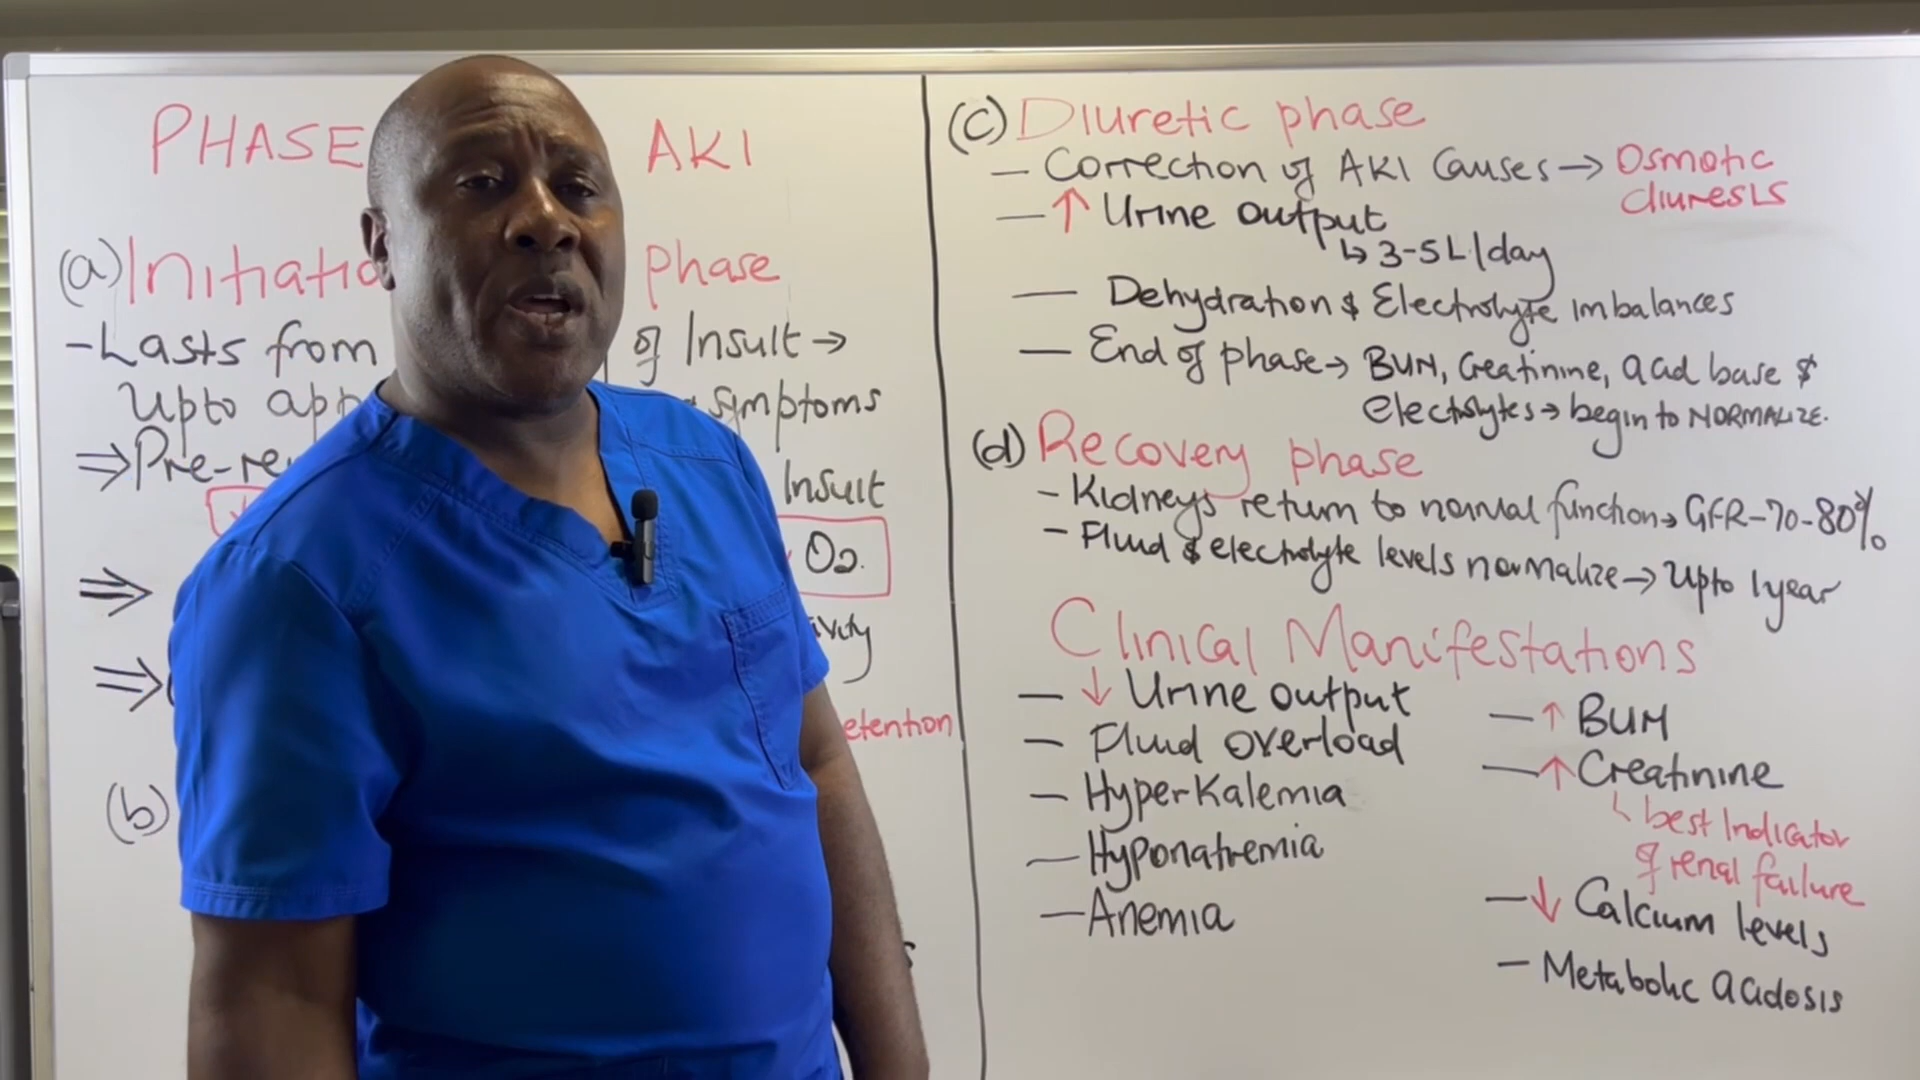 PHASE AKI
(a) Initiatio phase
- Lasts from of Insult →
Upto app symptoms
⇒ Pre-re Insult
O2.
⇒ ivity
⇒
etention
(b)
(c) Diuretic phase
- Correction of AKI Causes → Osmotic
diuresis
- ↑ Urine output
↳ 3-5L/day
- Dehydration & Electrolyte imbalances
- End of phase → BUN, Creatinine, acid base &
electrolytes → begin to NORMALIZE.
(d) Recovery phase
- Kidneys return to normal function → GFR-70-80%
- Fluid & electrolyte levels normalize → Upto 1 year
Clinical Manifestations
- ↓ Urine output
- Fluid overload
- HyperKalemia
- Hyponatremia
- Anemia
- ↑ BUN
- ↑ Creatinine
↳ best Indicator
of renal failure
- ↓ Calcium levels
- Metabolic acidosis